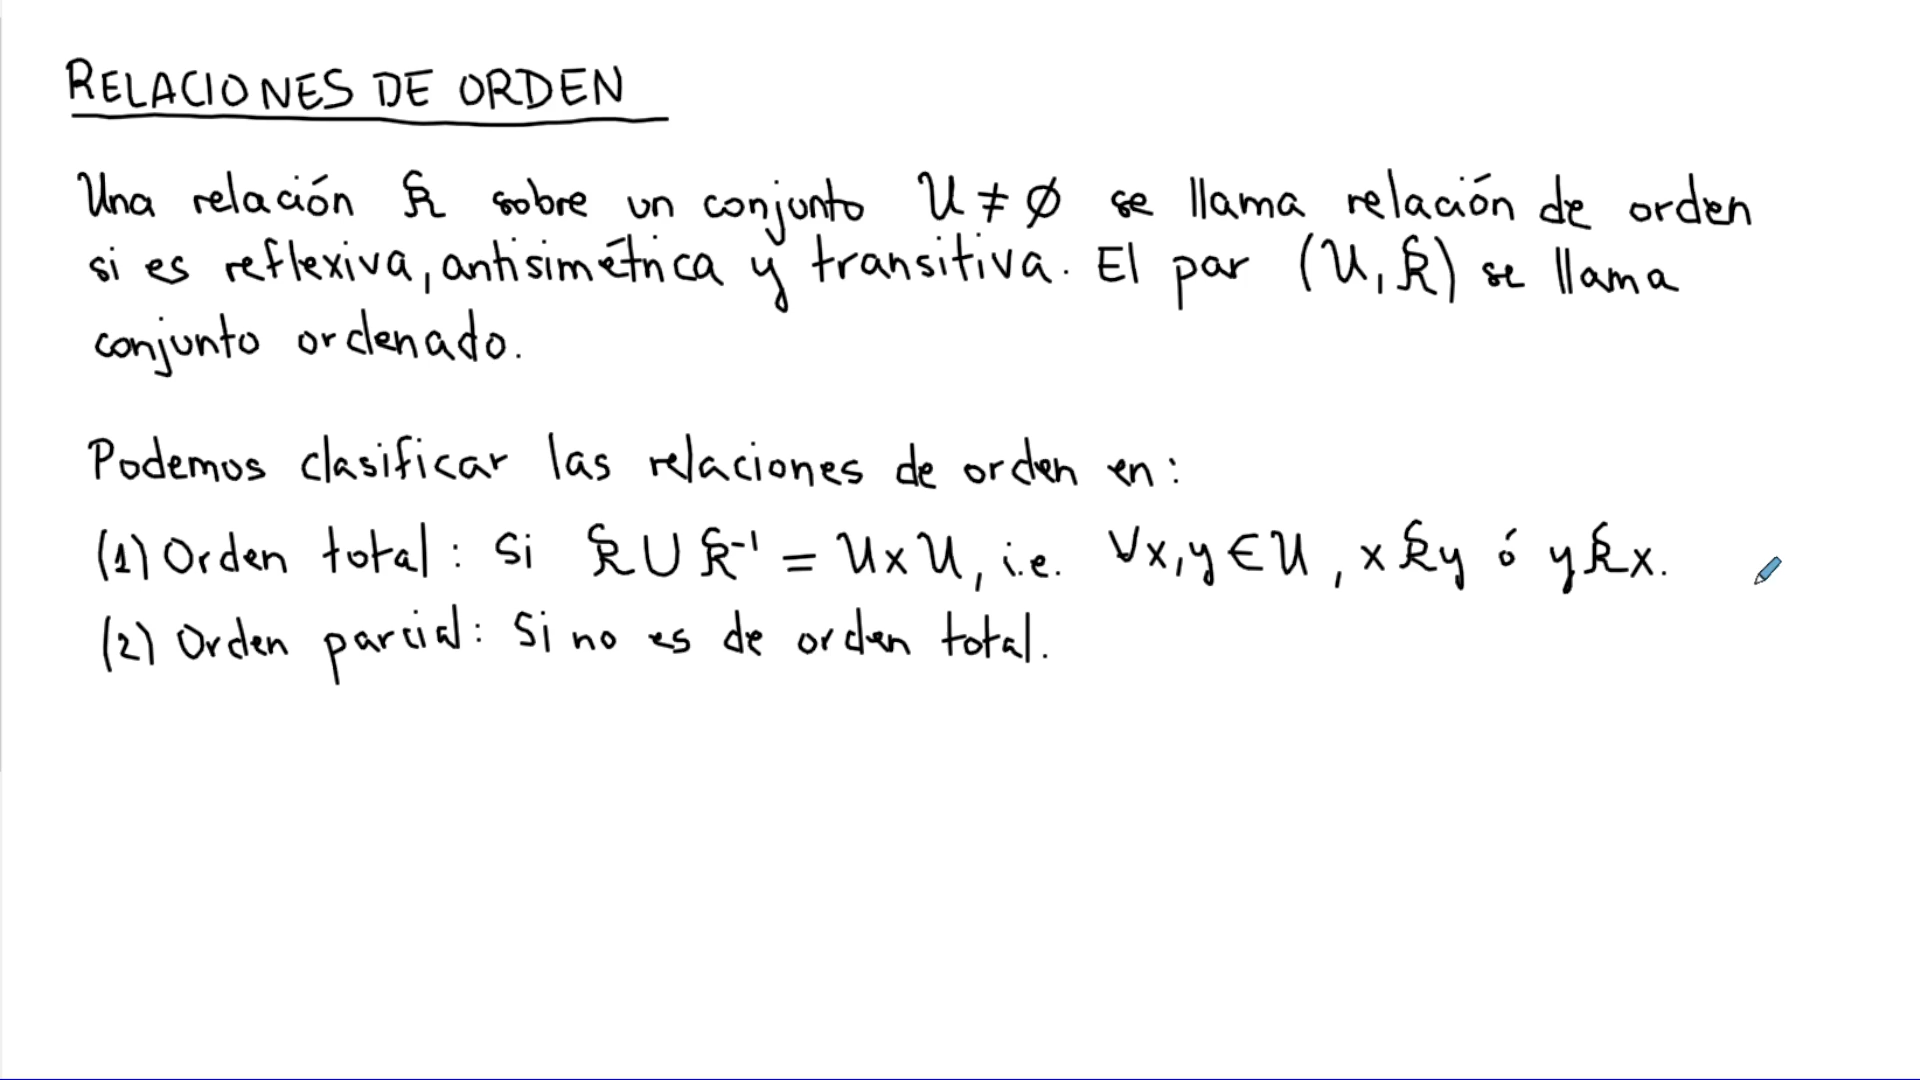 RELACIONES DE ORDEN
Una relación ℜ sobre un conjunto U ≠ ∅ se llama relación de orden
si es reflexiva, antisimétrica y transitiva. El par (U, ℜ) se llama
conjunto ordenado.
Podemos clasificar las relaciones de orden en:
(1) Orden total: Si ℜ ∪ ℜ⁻¹ = U x U, i.e. ∀x,y ∈ U, x ℜ y ó y ℜ x.
(2) Orden parcial: Si no es de orden total.